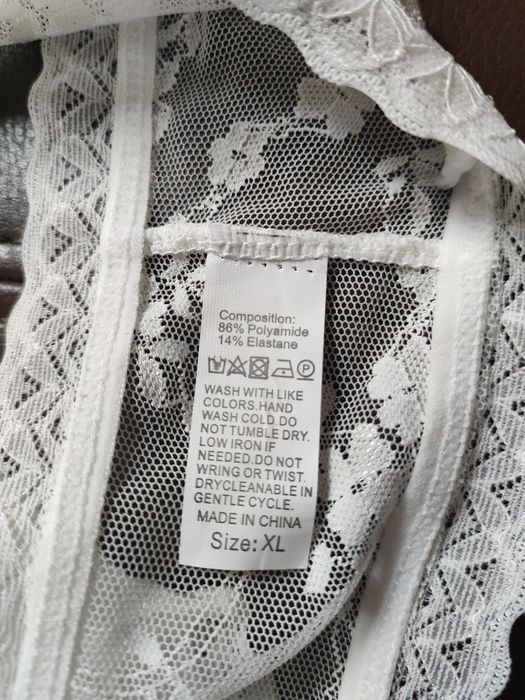 Composition:
86% Polyamide
14% Elastane
P
WASH WITH LIKE
COLORS.HAND
WASH COLD.DO
NOT TUMBLE DRY.
LOW IRON IF
NEEDED.DO NOT
WRING OR TWIST.
DRYCLEANABLE IN
GENTLE CYCLE.
MADE IN CHINA
Size:XL